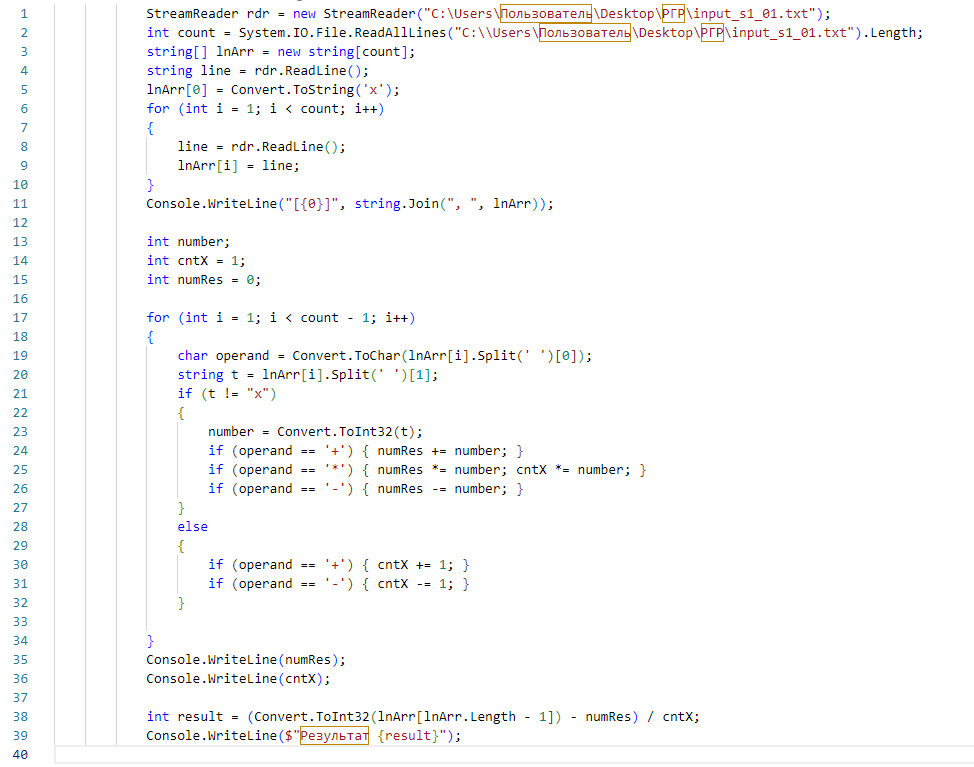 1 StreamReader rdr = new StreamReader("C:\Users\Пользователь\Desktop\РГР\input_s1_01.txt");
2 int count = System.IO.File.ReadAllLines("C:\\Users\Пользователь\Desktop\РГР\input_s1_01.txt").Length;
3 string[] lnArr = new string[count];
4 string line = rdr.ReadLine();
5 lnArr[0] = Convert.ToString('x');
6 for (int i = 1; i < count; i++)
7 {
8 line = rdr.ReadLine();
9 lnArr[i] = line;
10 }
11 Console.WriteLine("[{0}]", string.Join(", ", lnArr));
12
13 int number;
14 int cntX = 1;
15 int numRes = 0;
16
17 for (int i = 1; i < count - 1; i++)
18 {
19 char operand = Convert.ToChar(lnArr[i].Split(' ')[0]);
20 string t = lnArr[i].Split(' ')[1];
21 if (t != "x")
22 {
23 number = Convert.ToInt32(t);
24 if (operand == '+') { numRes += number; }
25 if (operand == '*') { numRes *= number; cntX *= number; }
26 if (operand == '-') { numRes -= number; }
27 }
28 else
29 {
30 if (operand == '+') { cntX += 1; }
31 if (operand == '-') { cntX -= 1; }
32 }
33
34 }
35 Console.WriteLine(numRes);
36 Console.WriteLine(cntX);
37
38 int result = (Convert.ToInt32(lnArr[lnArr.Length - 1]) - numRes) / cntX;
39 Console.WriteLine($"Результат {result}");
40